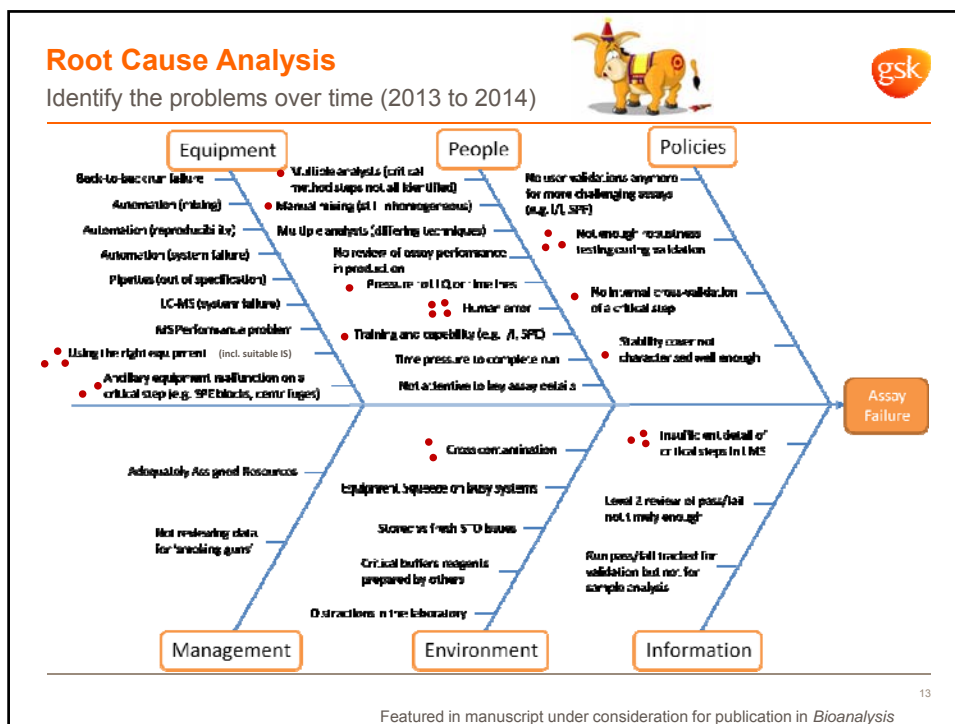 Root Cause Analysis
Identify the problems over time (2013 to 2014)
gsk
Equipment
People
Policies
Back-to-back run failure
Automation (mixing)
Automation (reproducibility)
Automation (system failure)
Pipettes (out of specification)
LC-MS (system failure)
MS Performance problem
Using the right equipment (incl. suitable IS)
Ancillary equipment malfunction on a
critical step (e.g. SPE blocks, centrifuges)
Multiple analysis (critical
method steps not all identified)
Manual mixing (still inhomogeneous)
Multiple analysts (differing techniques)
No review of assay performance
in production
Pressure of LLQ or timelines
Human error
Training and capability (e.g. l/l, SPE)
Time pressure to complete run
Not attentive to key assay details
No user validations anymore
for more challenging assays
(e.g. l/l, SPE)
Not enough robustness
testing during validation
No internal cross-validation
of a critical step
Stability cover not
characterised well enough
Assay
Failure
Adequately Assigned Resources
Not reviewing data
for 'smoking guns'
Cross contamination
Equipment Squeeze on busy systems
Stored vs fresh STD issues
Critical buffers reagents
prepared by others
Distractions in the laboratory
Insufficient detail of
critical steps in LMS
Level 2 review of pass/fail
not timely enough
Run pass/fail tracked for
validation but not for
sample analysis
Management
Environment
Information
13
Featured in manuscript under consideration for publication in Bioanalysis